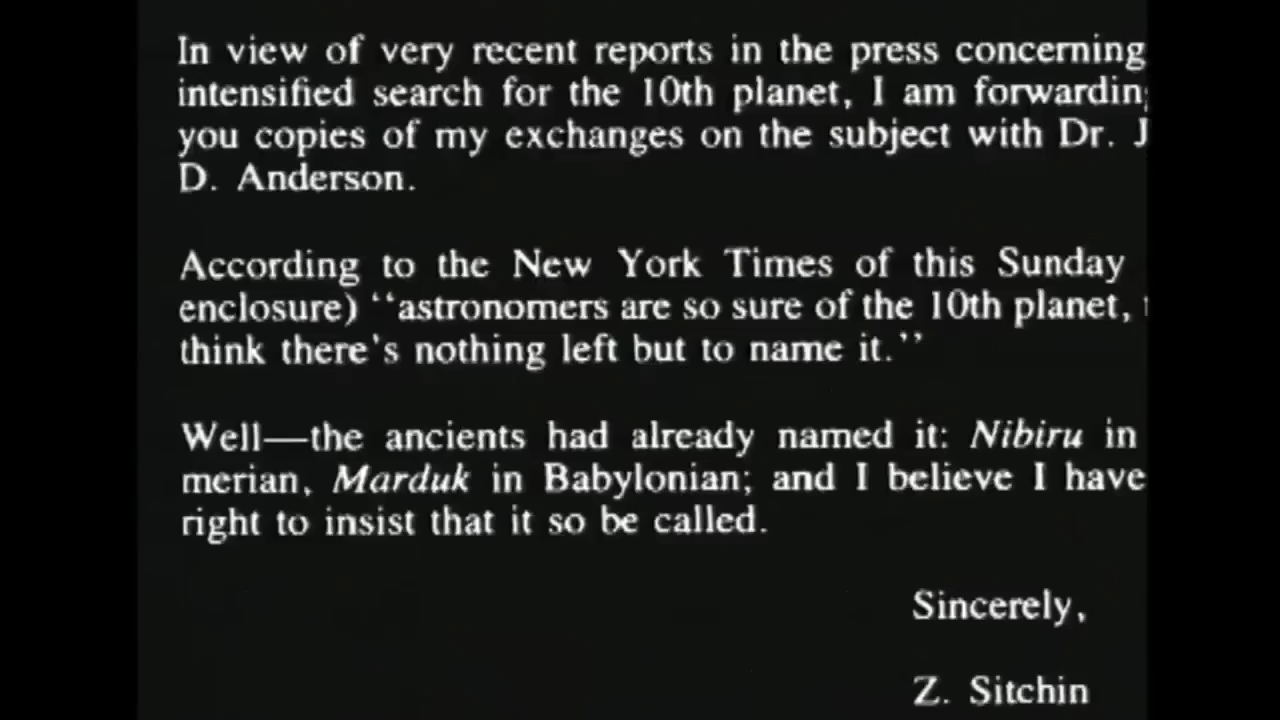 In view of very recent reports in the press concerning
intensified search for the 10th planet, I am forwarding
you copies of my exchanges on the subject with Dr. J
D. Anderson.
According to the New York Times of this Sunday
enclosure) ‘‘astronomers are so sure of the 10th planet,
think there's nothing left but to name it.’’
Well—the ancients had already named it: Nibiru in
merian, Marduk in Babylonian; and I believe I have
right to insist that it so be called.
Sincerely,
Z. Sitchin